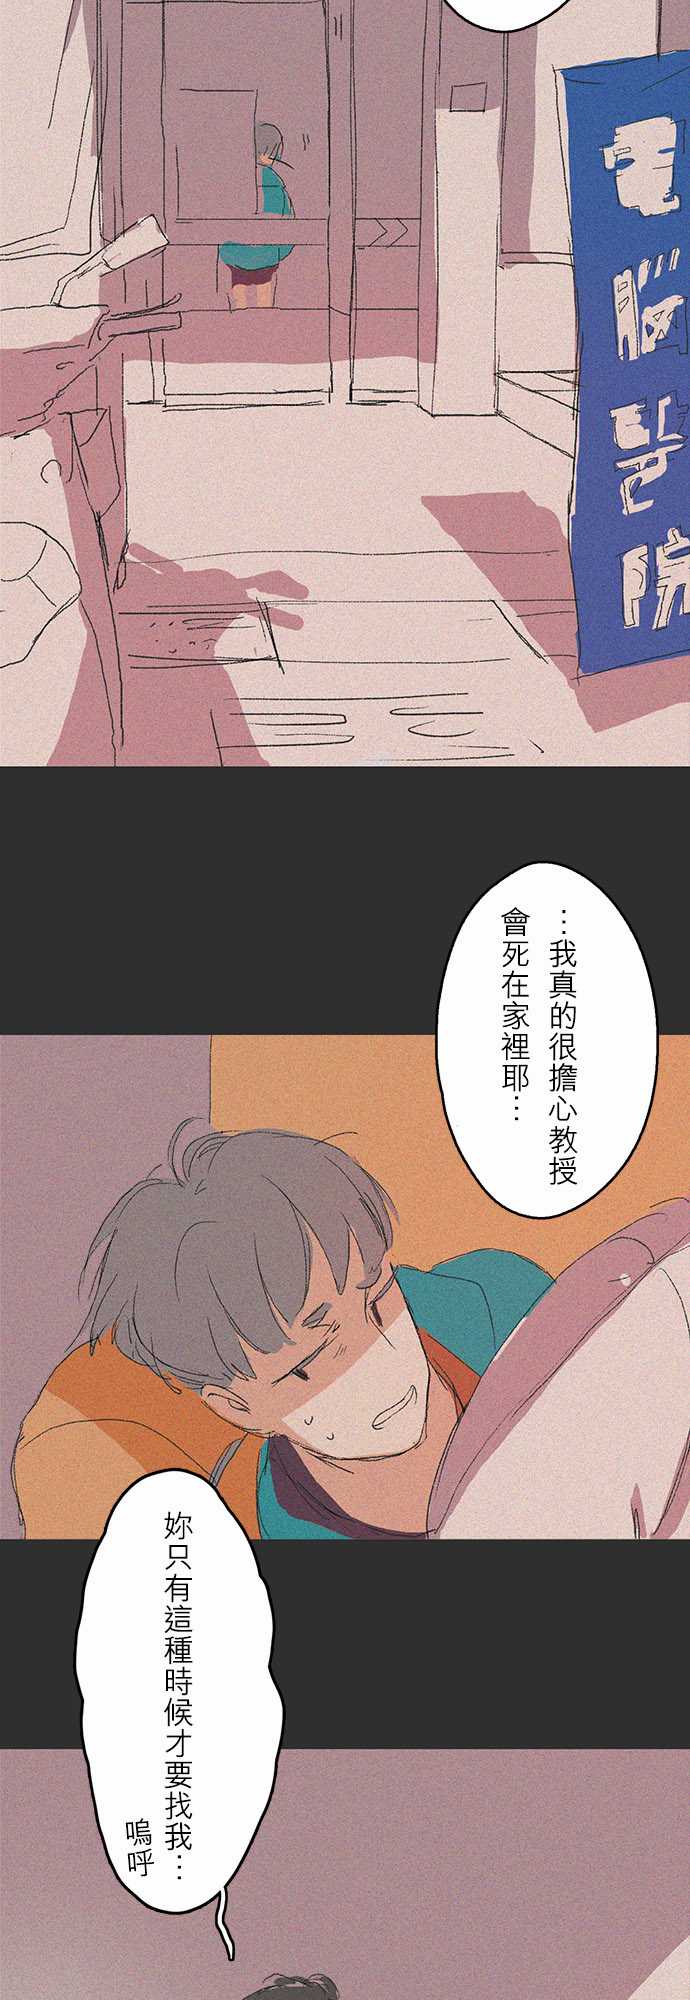 電腦醫院
…我真的很擔心教授
會死在家裡耶…
妳只有這種時候才要找我…
嗚呼